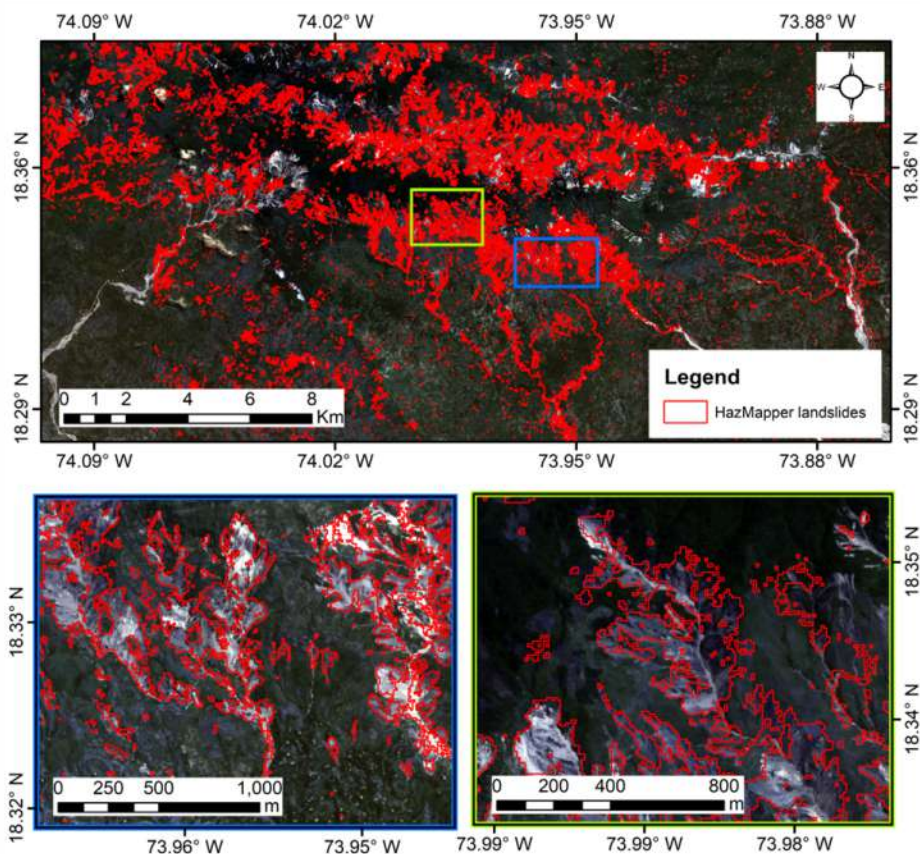 74.09° W 74.02° W 73.95° W 73.88° W
N
W E
S
18.36° N
18.36° N
Legend
HazMapper landslides
0 1 2 4 6 8
Km
18.29° N
18.29° N
74.09° W 74.02° W 73.95° W 73.88° W
18.33° N
18.35° N
18.34° N
0 250 500 1,000
m
0 200 400 800
m
18.32° N
73.96° W 73.95° W
73.99° W 73.99° W 73.98° W